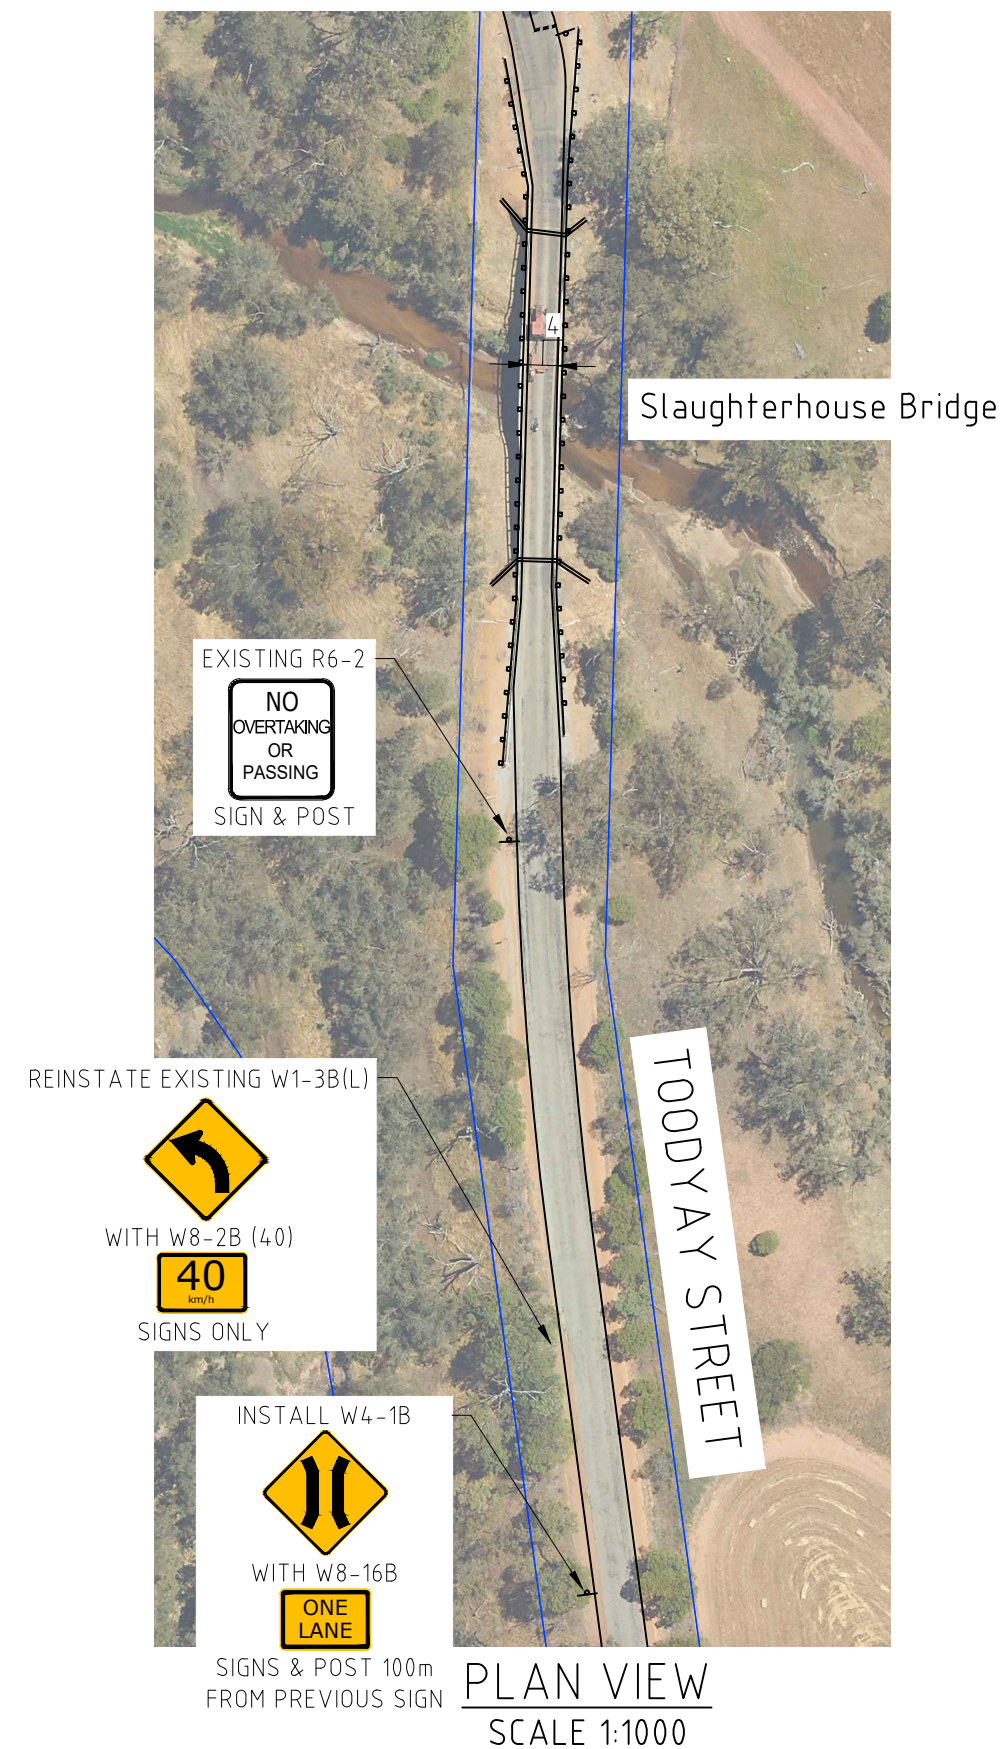 4
Slaughterhouse Bridge
EXISTING R6-2
NO
OVERTAKING
OR
PASSING
SIGN & POST
REINSTATE EXISTING W1-3B(L)
WITH W8-2B (40)
40
km/h
SIGNS ONLY
TOODYAY STREET
INSTALL W4-1B
WITH W8-16B
ONE
LANE
SIGNS & POST 100m
FROM PREVIOUS SIGN
PLAN VIEW
SCALE 1:1000